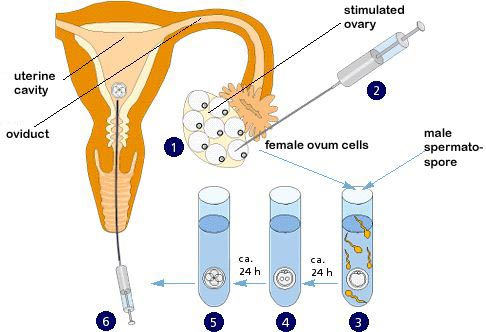 stimulated
ovary
uterine
cavity
oviduct
1
2
female ovum cells
male
spermato-
spore
ca.
24 h
ca.
24 h
6
5
4
3